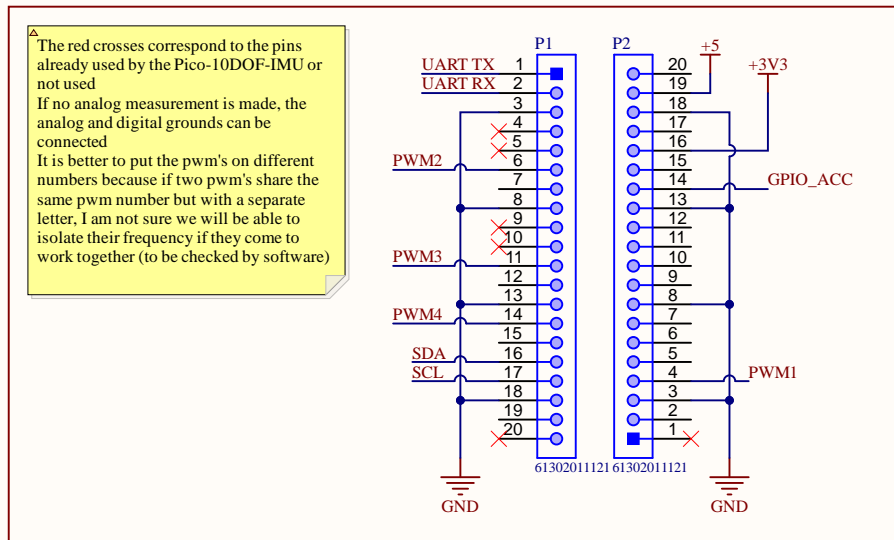 The red crosses correspond to the pins
already used by the Pico-10DOF-IMU or
not used
If no analog measurement is made, the
analog and digital grounds can be
connected
It is better to put the pwm's on different
numbers because if two pwm's share the
same pwm number but with a separate
letter, I am not sure we will be able to
isolate their frequency if they come to
work together (to be checked by software)
P1
UART TX 1
UART RX 2
3
4
5
PWM2 6
7
8
9
10
PWM3 11
12
13
PWM4 14
15
SDA 16
SCL 17
18
19
20
61302011121
GND
P2
+5
+3V3
20
19
18
17
16
15
14 GPIO_ACC
13
12
11
10
9
8
7
6
5
4 PWM1
3
2
1
61302011121
GND